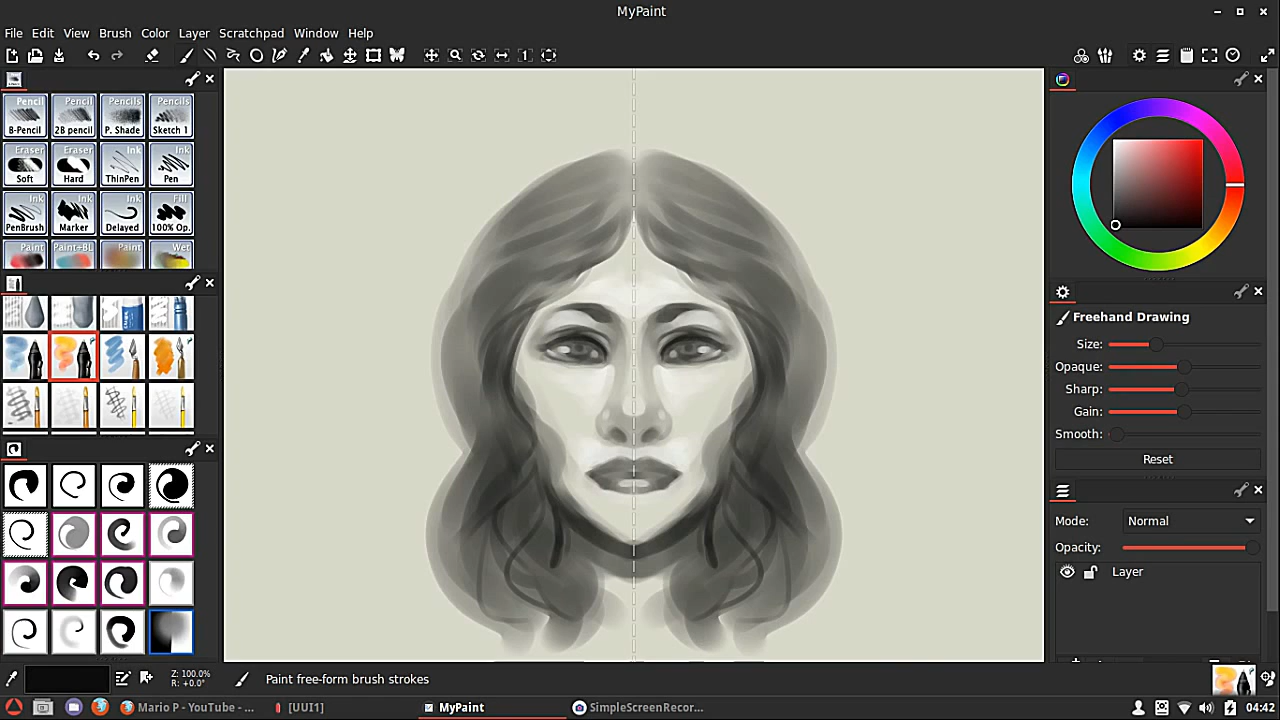 MyPaint
File Edit View Brush Color Layer Scratchpad Window Help
Pencil Pencil Pencils Pencils
B-Pencil 2B pencil P. Shade Sketch 1
Eraser Eraser Ink Ink
Soft Hard ThinPen Pen
Ink Ink Ink Fill
PenBrush Marker Delayed 100% Op.
Paint Paint+BL Paint Wet
Freehand Drawing
Size:
Opaque:
Sharp:
Gain:
Smooth:
Reset
Mode: Normal
Opacity:
Layer
Z: 100.0%
R: +0.0°
Paint free-form brush strokes
Mario P - YouTube - ... [UUI1] MyPaint SimpleScreenRecor... 04:42